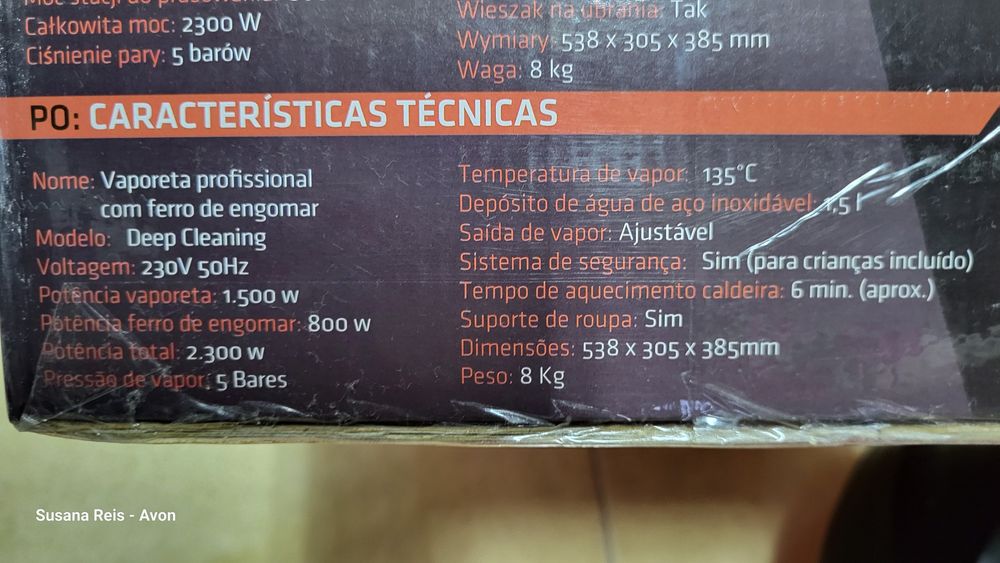 Całkowita moc: 2300 W
Ciśnienie pary: 5 barów
Wieszak na ubrania: Tak
Wymiary: 538 x 305 x 385 mm
Waga: 8 kg
PO: CARACTERÍSTICAS TÉCNICAS
Nome: Vaporeta profissional
com ferro de engomar
Modelo: Deep Cleaning
Voltagem: 230V 50Hz
Potência vaporeta: 1.500 w
Potência ferro de engomar: 800 w
Potência total: 2.300 w
Pressão de vapor: 5 Bares
Temperatura de vapor: 135°C
Depósito de água de aço inoxidável: 1,5 l
Saída de vapor: Ajustável
Sistema de segurança: Sim (para crianças incluído)
Tempo de aquecimento caldeira: 6 min. (aprox.)
Suporte de roupa: Sim
Dimensões: 538 x 305 x 385mm
Peso: 8 Kg
Susana Reis - Avon